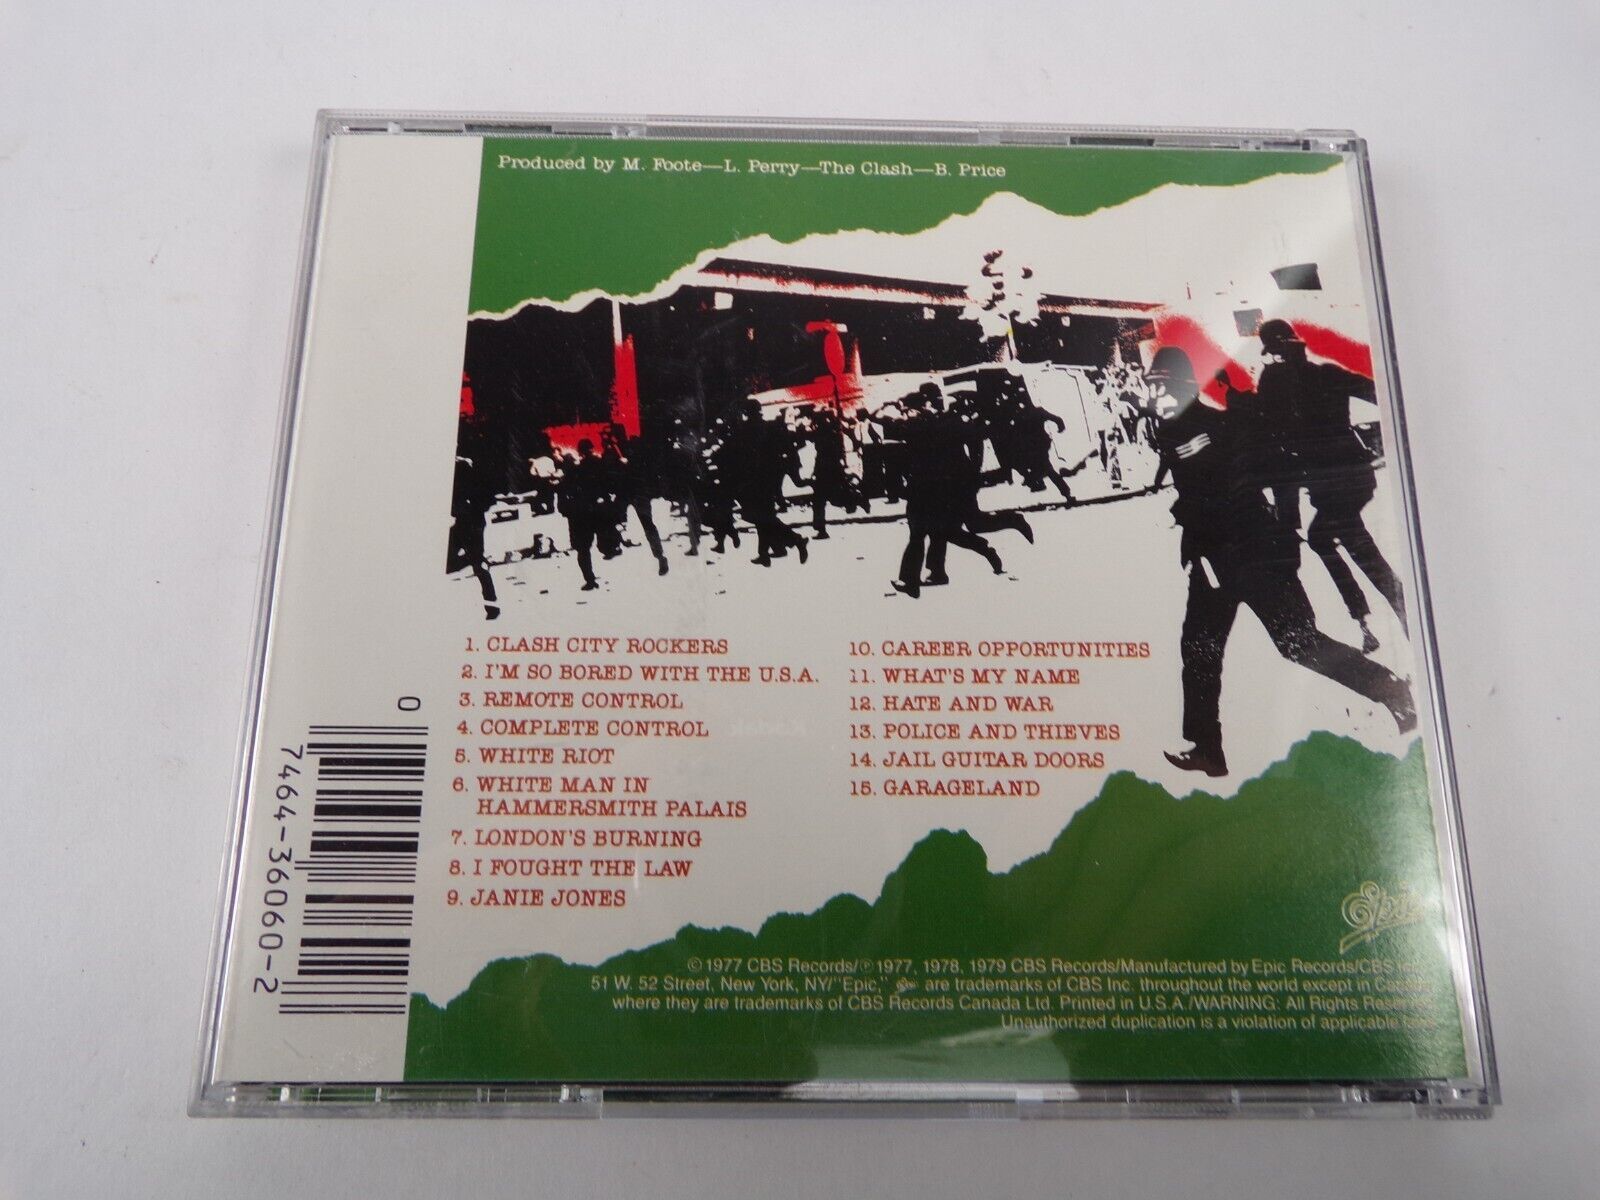 Produced by M. Foote—L. Perry—The Clash—B. Price
1. CLASH CITY ROCKERS
2. I'M SO BORED WITH THE U.S.A.
3. REMOTE CONTROL
4. COMPLETE CONTROL
5. WHITE RIOT
6. WHITE MAN IN
HAMMERSMITH PALAIS
7. LONDON'S BURNING
8. I FOUGHT THE LAW
9. JANIE JONES
10. CAREER OPPORTUNITIES
11. WHAT'S MY NAME
12. HATE AND WAR
13. POLICE AND THIEVES
14. JAIL GUITAR DOORS
15. GARAGELAND
0 7464-36060-2
Epic
© 1977 CBS Records/℗ 1977, 1978, 1979 CBS Records/Manufactured by Epic Records/CBS
51 W. 52 Street, New York, NY/"Epic," are trademarks of CBS Inc. throughout the world except in
where they are trademarks of CBS Records Canada Ltd. Printed in U.S.A./WARNING: All Rights
Unauthorized duplication is a violation of applicable